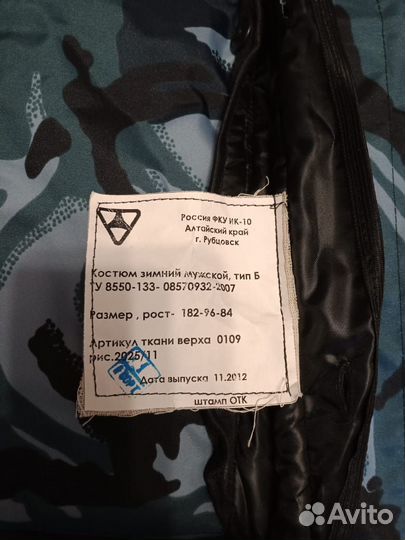 Россия ФКУ ИК-10
Алтайский край
г. Рубцовск
Костюм зимний мужской, тип Б
ТУ 8550-133- 08570932-2007
Размер , рост- 182-96-84
Артикул ткани верха 0109
рис.2025/11
Дата выпуска 11.2012
штамп ОТК
Avito